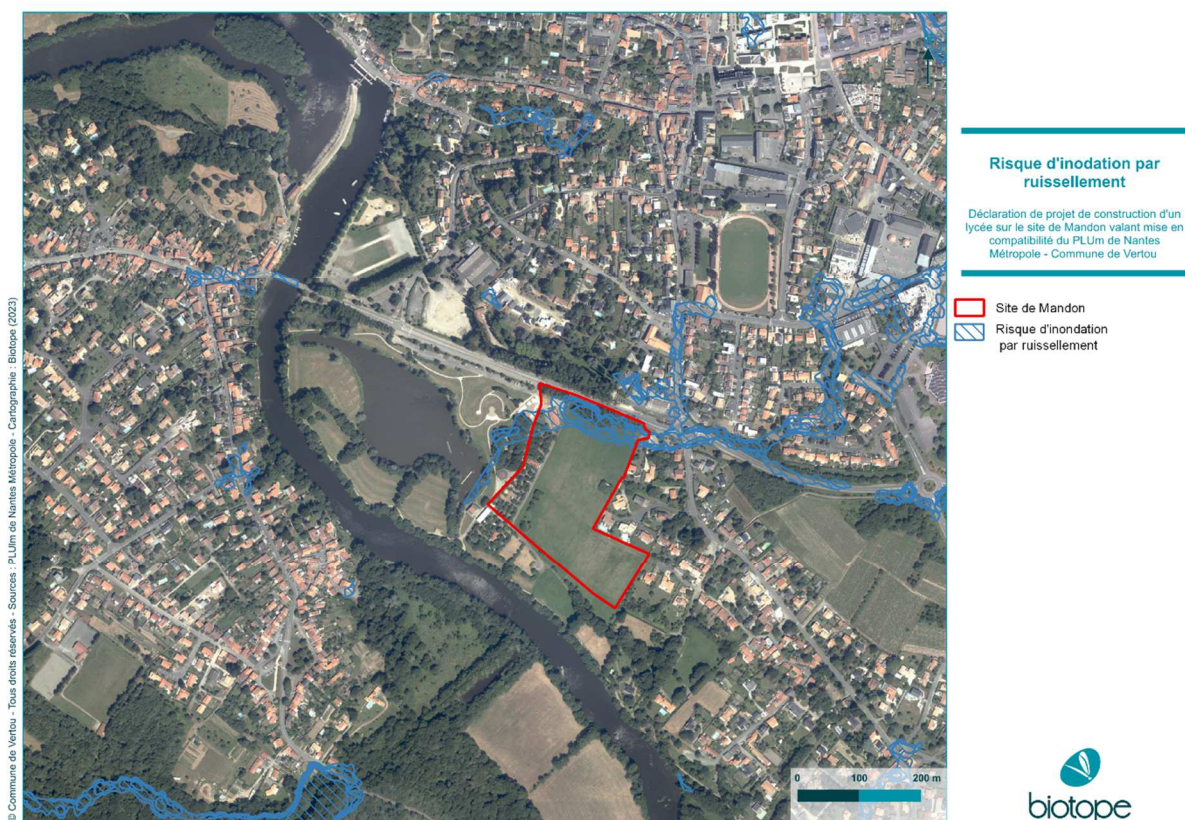 Risque d'inodation par
ruissellement
Déclaration de projet de construction d'un
lycée sur le site de Mandon valant mise en
compatibilité du PLUm de Nantes
Métropole - Commune de Vertou
Site de Mandon
Risque d'inondation
par ruissellement
© Commune de Vertou - Tous droits réservés - Sources : PLUIm de Nantes Métropole - Cartographie : Biotope (2023)
0 100 200 m
biotope